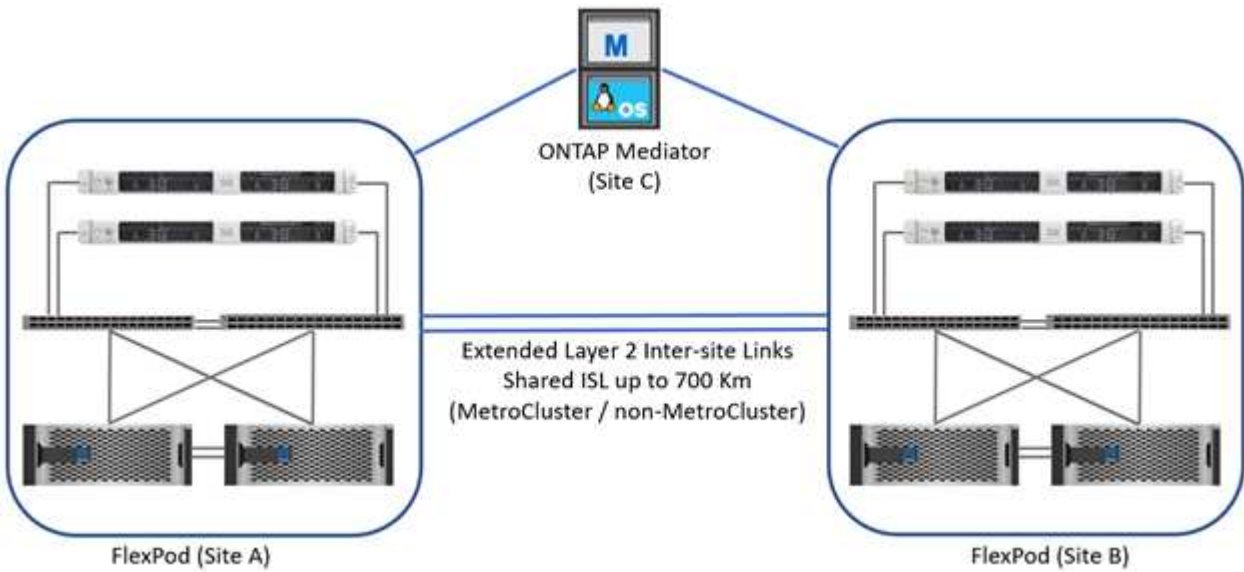 M
OS
ONTAP Mediator
(Site C)
Extended Layer 2 Inter-site Links
Shared ISL up to 700 Km
(MetroCluster / non-MetroCluster)
FlexPod (Site A)
FlexPod (Site B)